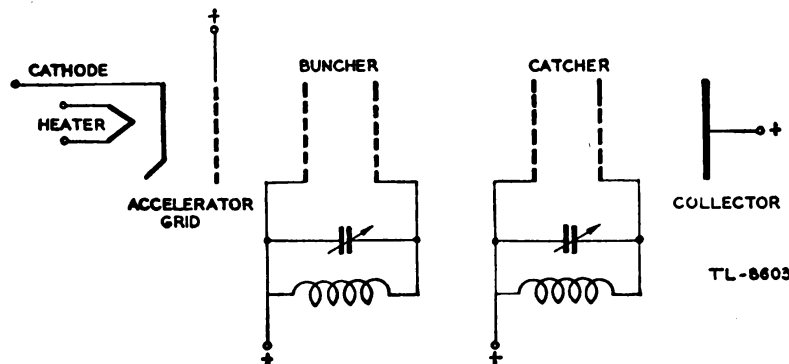 +
CATHODE
BUNCHER
CATCHER
HEATER
+
ACCELERATOR
GRID
COLLECTOR
TL-8603
+
+